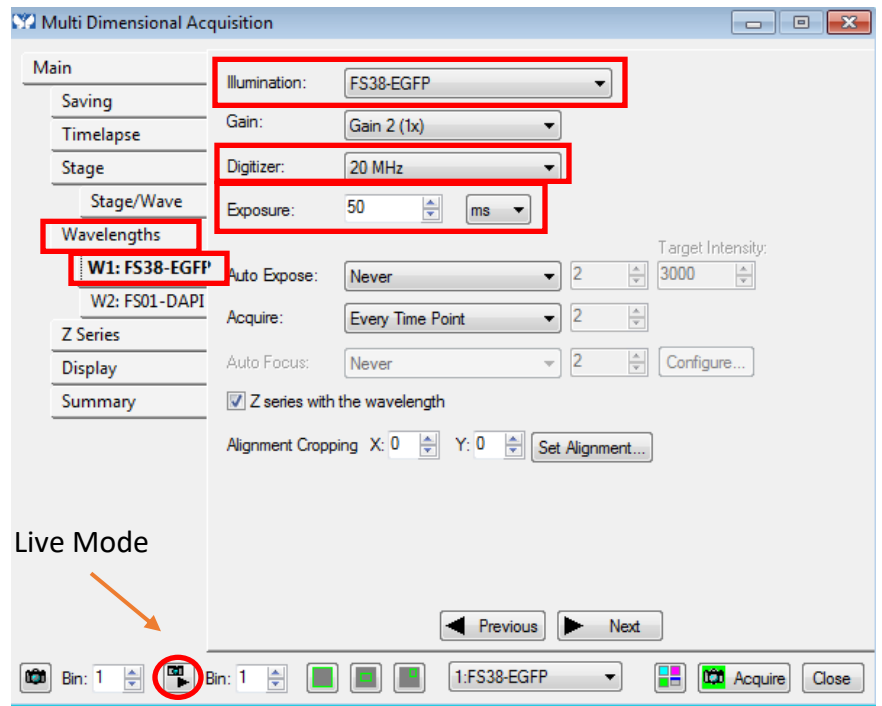 Multi Dimensional Acquisition
Main
Saving
Timelapse
Stage
Stage/Wave
Wavelengths
W1: FS38-EGFP
W2: FS01-DAPI
Z Series
Display
Summary
Illumination: FS38-EGFP
Gain: Gain 2 (1x)
Digitizer: 20 MHz
Exposure: 50 ms
Target Intensity:
Auto Expose: Never 2 3000
Acquire: Every Time Point 2
Auto Focus: Never 2 Configure...
Z series with the wavelength
Alignment Cropping X: 0 Y: 0 Set Alignment...
Live Mode
Previous Next
Bin: 1 Bin: 1 1:FS38-EGFP Acquire Close